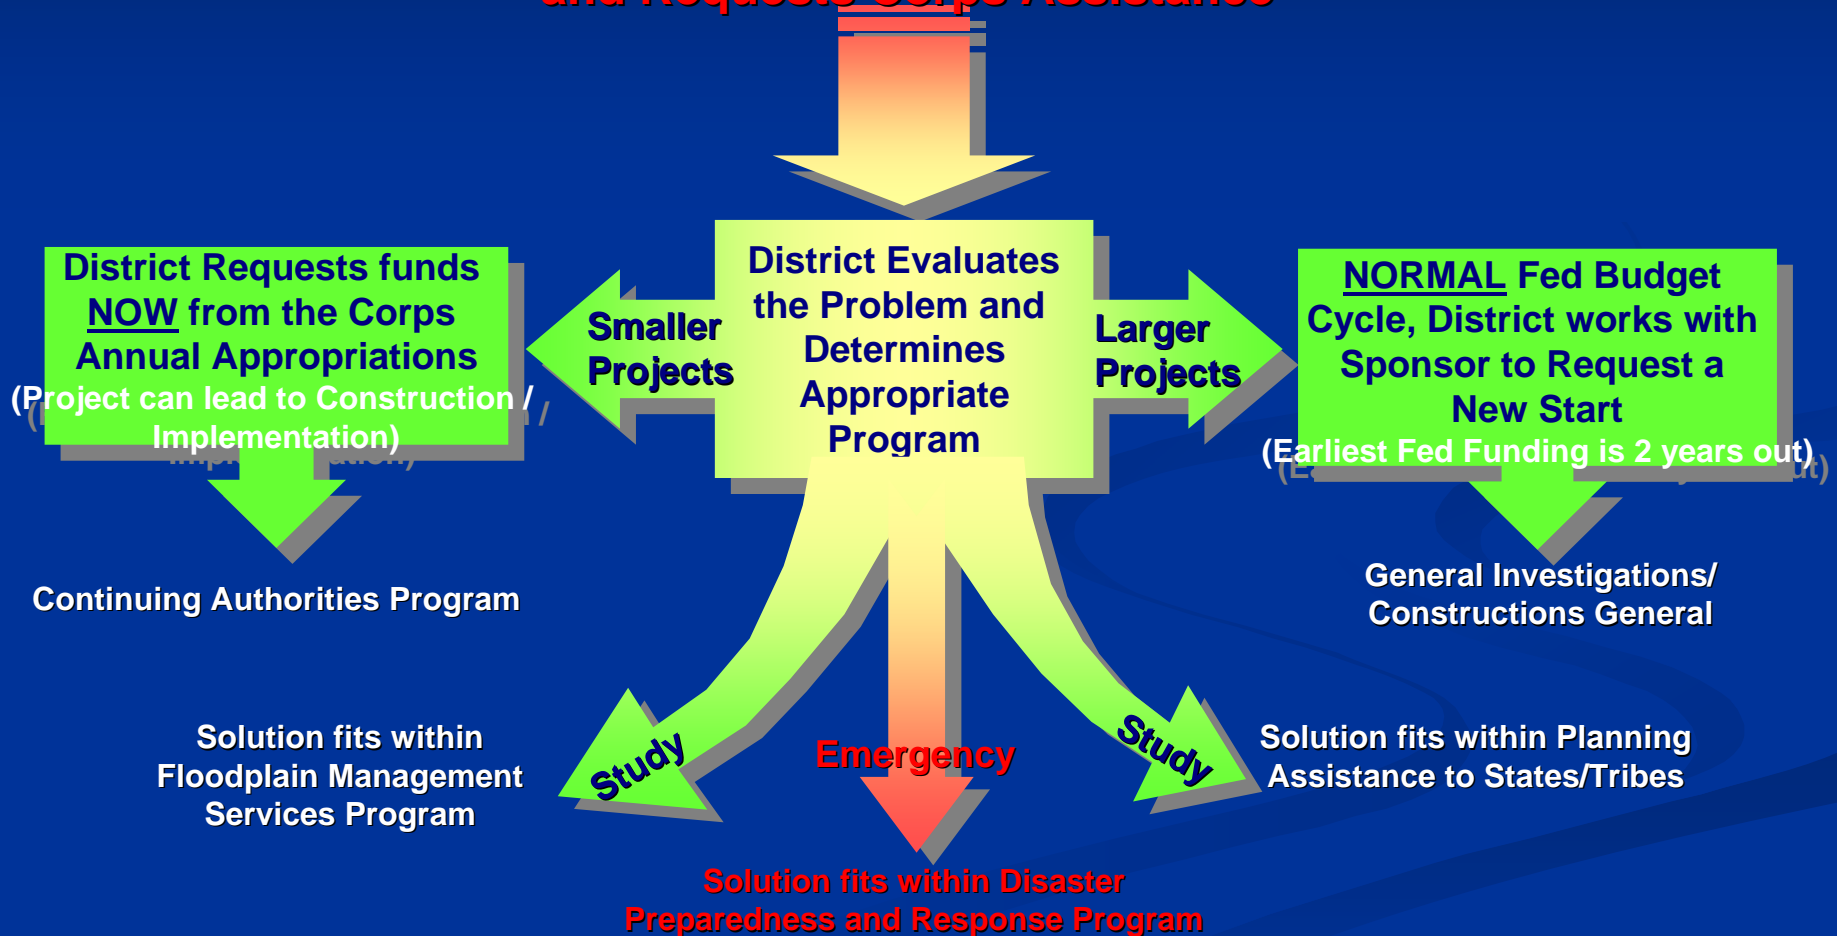 and Requests Corps Assistance
District Evaluates
the Problem and
Determines
Appropriate
Program
District Requests funds
NOW from the Corps
Annual Appropriations
(Project can lead to Construction /
Implementation)
Smaller
Projects
Larger
Projects
NORMAL Fed Budget
Cycle, District works with
Sponsor to Request a
New Start
(Earliest Fed Funding is 2 years out)
Continuing Authorities Program
General Investigations/
Constructions General
Solution fits within
Floodplain Management
Services Program
Study
Emergency
Study
Solution fits within Planning
Assistance to States/Tribes
Solution fits within Disaster
Preparedness and Response Program